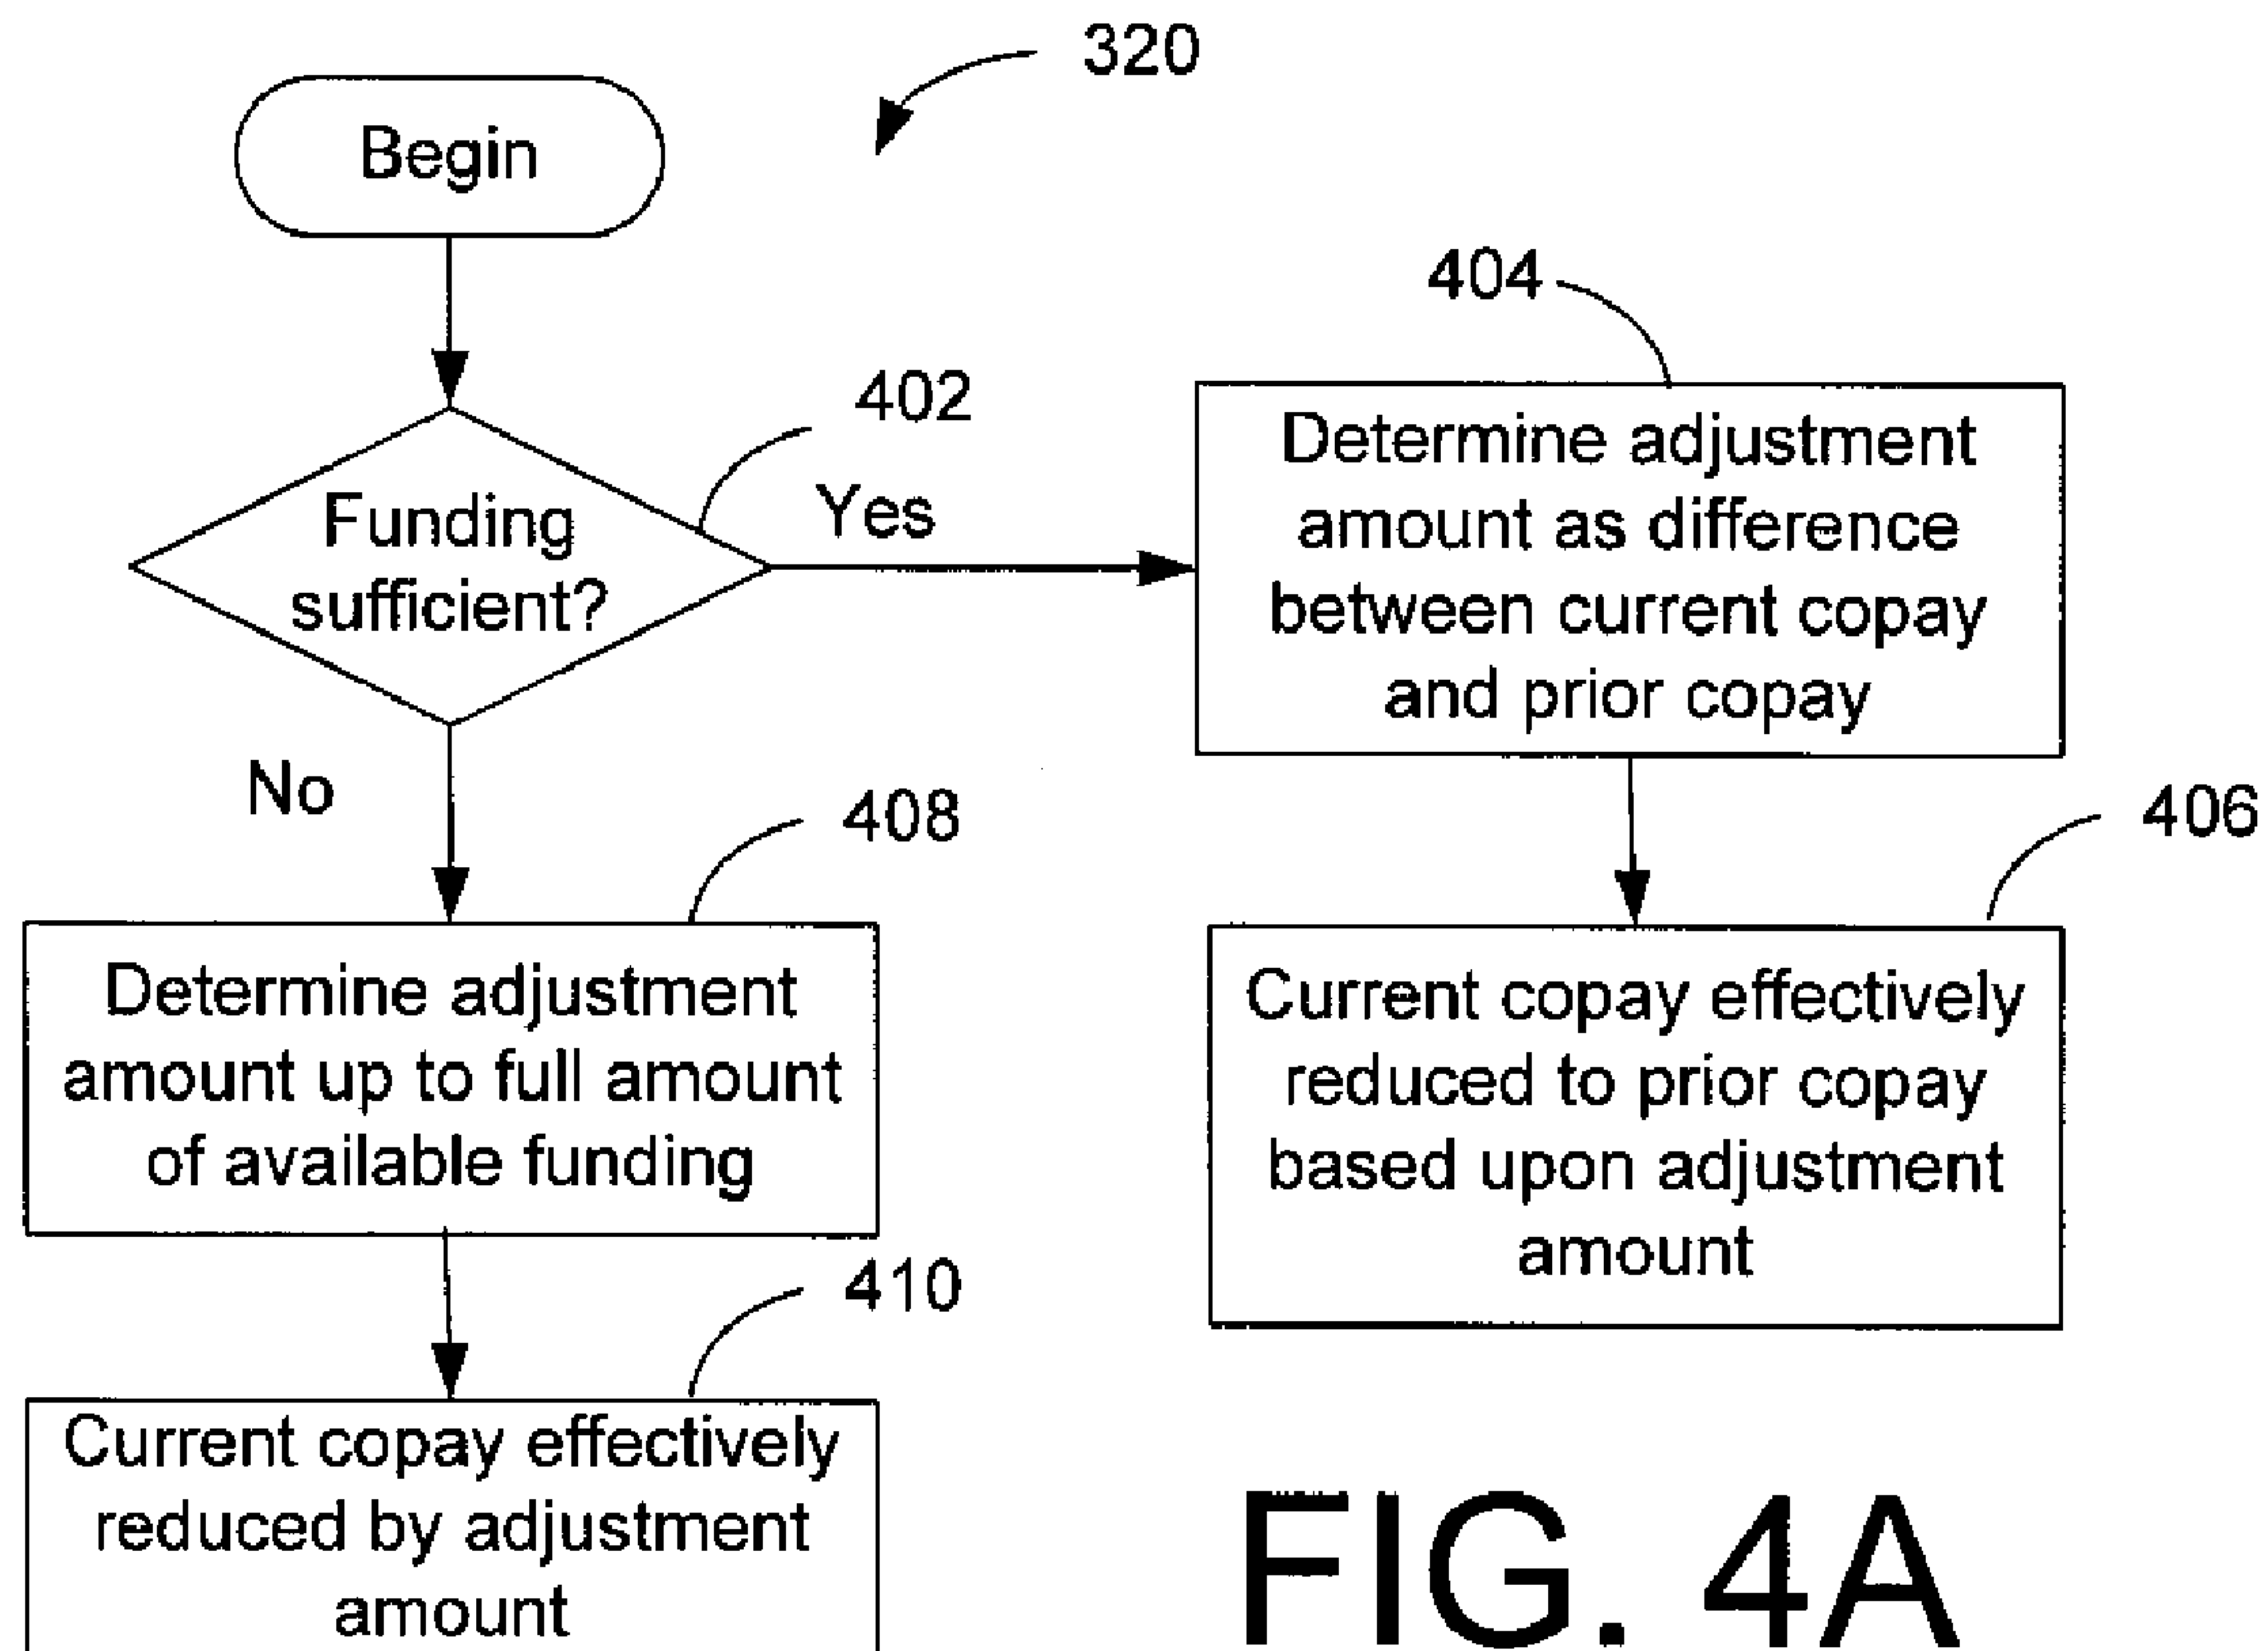 320
Begin
404
402
Funding
sufficient?
Yes
Determine adjustment
amount as difference
between current copay
and prior copay
No
408
406
Determine adjustment
amount up to full amount
of available funding
Current copay effectively
reduced to prior copay
based upon adjustment
amount
410
Current copay effectively
reduced by adjustment
amount
FIG. 4A